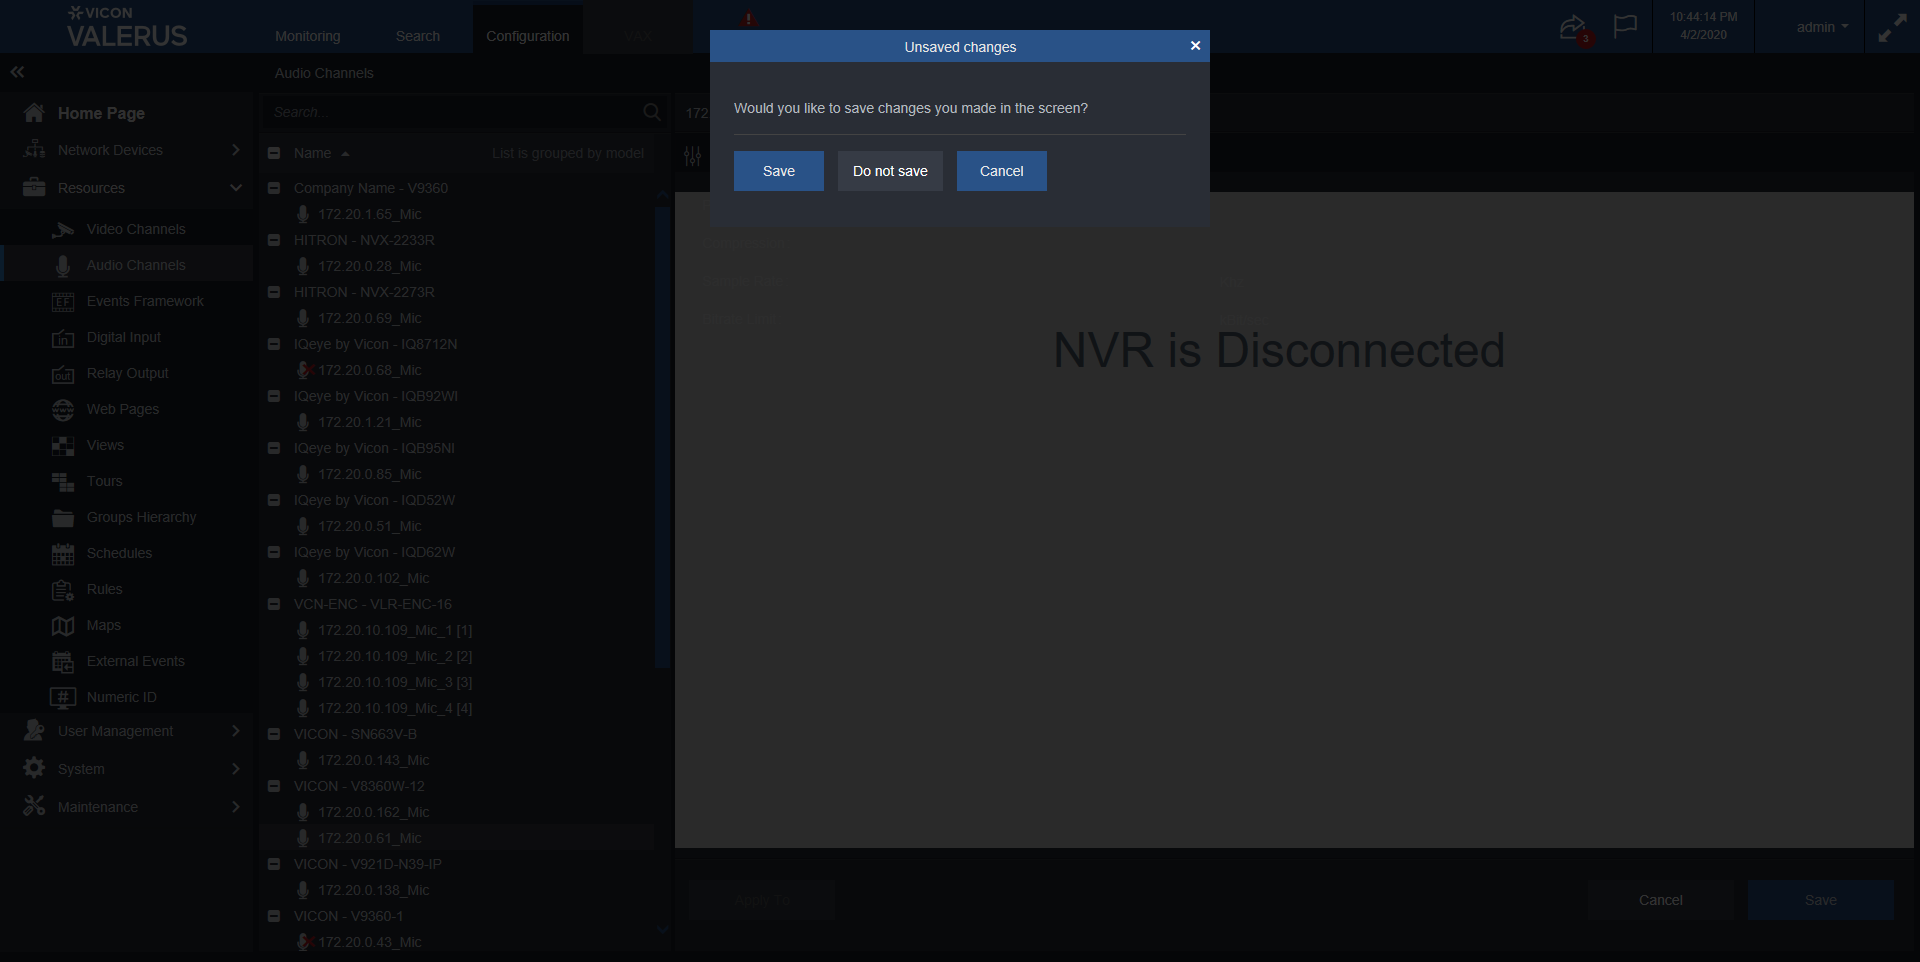 VICON
VALERUS
Monitoring
Search
Configuration
VAX
3
10:44:14 PM
4/2/2020
admin
Unsaved changes
Would you like to save changes you made in the screen?
Save
Do not save
Cancel
Audio Channels
Home Page
Network Devices
Resources
Video Channels
Audio Channels
EF Events Framework
in Digital Input
out Relay Output
www Web Pages
Views
Tours
Groups Hierarchy
Schedules
Rules
Maps
External Events
# Numeric ID
User Management
System
Maintenance
Search...
Name
List is grouped by model
Company Name - V9360
172.20.1.65_Mic
HITRON - NVX-2233R
172.20.0.28_Mic
HITRON - NVX-2273R
172.20.0.69_Mic
IQeye by Vicon - IQ8712N
172.20.0.68_Mic
IQeye by Vicon - IQB92WI
172.20.1.21_Mic
IQeye by Vicon - IQB95NI
172.20.0.85_Mic
IQeye by Vicon - IQD52W
172.20.0.51_Mic
IQeye by Vicon - IQD62W
172.20.0.102_Mic
VCN-ENC - VLR-ENC-16
172.20.10.109_Mic_1 [1]
172.20.10.109_Mic_2 [2]
172.20.10.109_Mic_3 [3]
172.20.10.109_Mic_4 [4]
VICON - SN663V-B
172.20.0.143_Mic
VICON - V8360W-12
172.20.0.162_Mic
172.20.0.61_Mic
VICON - V921D-N39-IP
172.20.0.138_Mic
VICON - V9360-1
172.20.0.43_Mic
172
NVR is Disconnected
Apply To
Cancel
Save